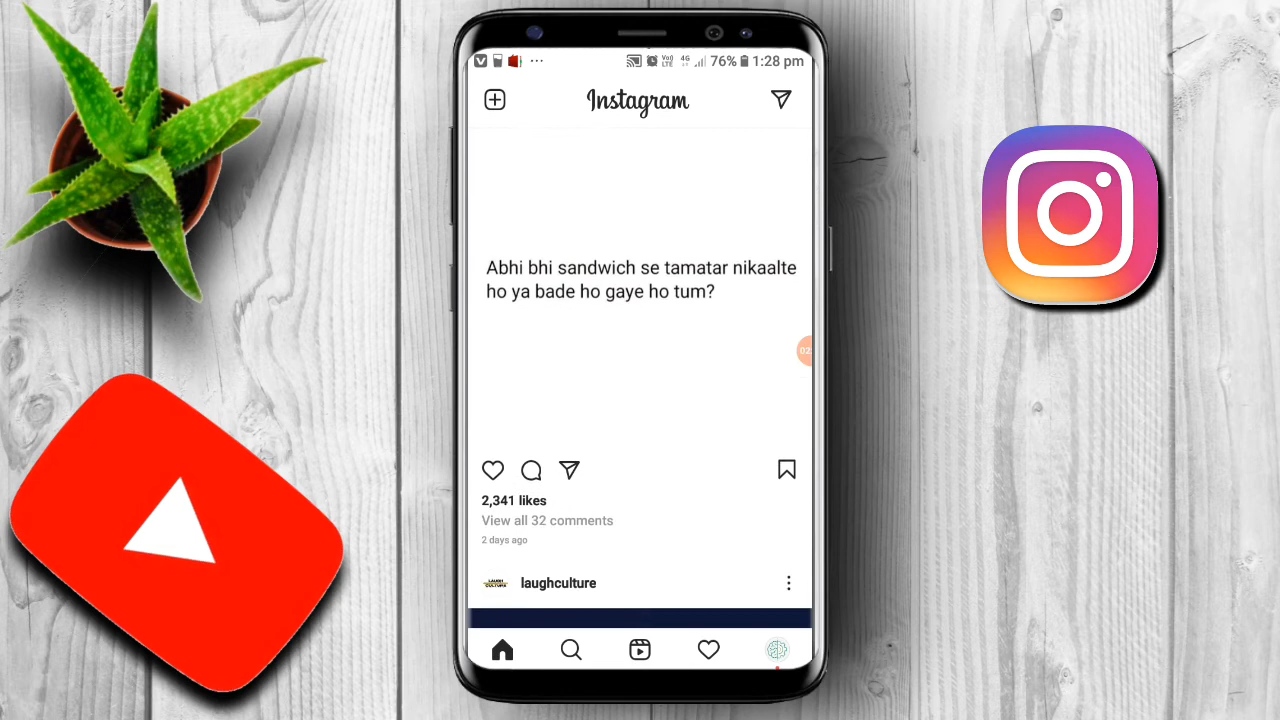 76% 1:28 pm
Instagram
Abhi bhi sandwich se tamatar nikaalte
ho ya bade ho gaye ho tum?
02
2,341 likes
View all 32 comments
2 days ago
laughculture